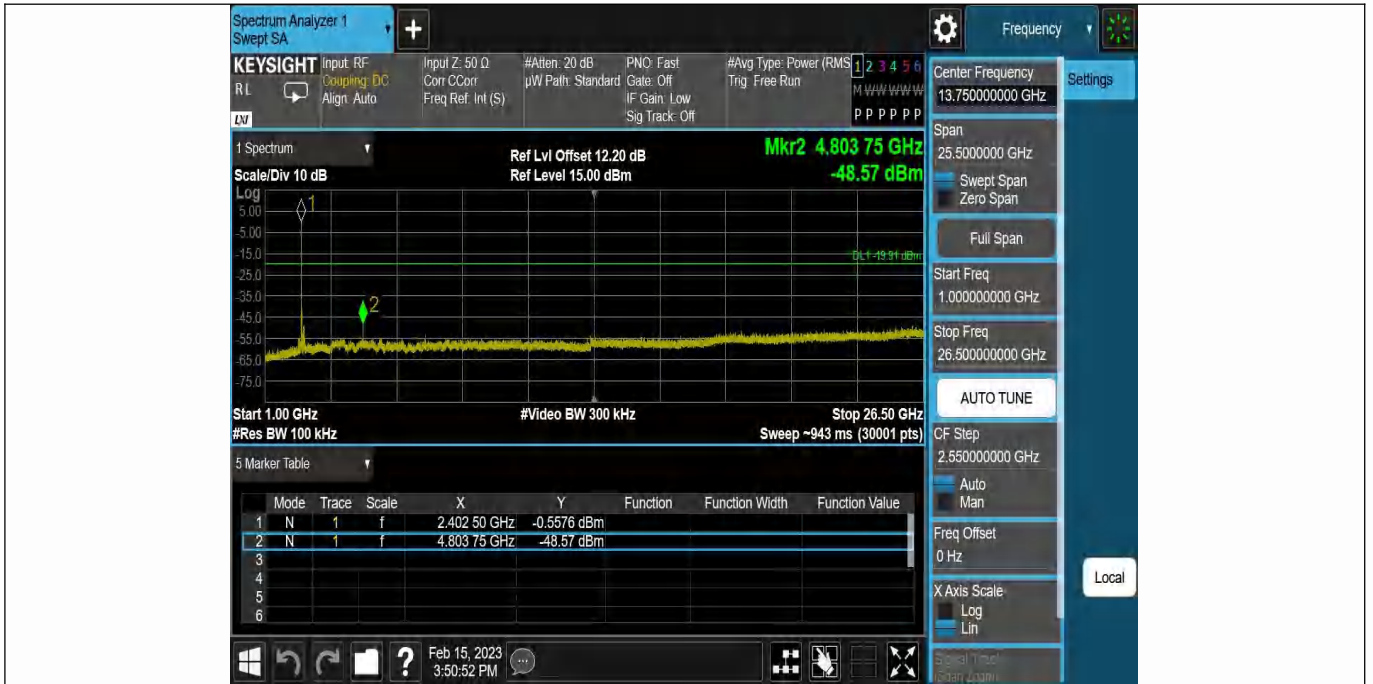 Spectrum Analyzer 1
Swept SA
+
Frequency
KEYSIGHT
RL
LXI
Input: RF
Coupling: DC
Align: Auto
Input Z: 50 Ω
Corr CCorr
Freq Ref: Int (S)
#Atten: 20 dB
µW Path: Standard
PNO: Fast
Gate: Off
IF Gain: Low
Sig Track: Off
#Avg Type: Power (RMS
Trig: Free Run
1 2 3 4 5 6
M W W W W W
P P P P P P
1 Spectrum
Scale/Div 10 dB
Ref Lvl Offset 12.20 dB
Ref Level 15.00 dBm
Mkr2 4.803 75 GHz
-48.57 dBm
Log
5.00
-5.00
-15.0
-25.0
-35.0
-45.0
-55.0
-65.0
-75.0
1
2
DL1 -19.91 dBm
Start 1.00 GHz
#Res BW 100 kHz
#Video BW 300 kHz
Stop 26.50 GHz
Sweep ~943 ms (30001 pts)
5 Marker Table
Mode Trace Scale X Y Function Function Width Function Value
1 N 1 f 2.402 50 GHz -0.5576 dBm
2 N 1 f 4.803 75 GHz -48.57 dBm
3
4
5
6
?
Feb 15, 2023
3:50:52 PM
Center Frequency
13.750000000 GHz
Settings
Span
25.5000000 GHz
Swept Span
Zero Span
Full Span
Start Freq
1.000000000 GHz
Stop Freq
26.500000000 GHz
AUTO TUNE
CF Step
2.550000000 GHz
Auto
Man
Freq Offset
0 Hz
X Axis Scale
Log
Lin
Local
Signal Track
(Span Zoom)